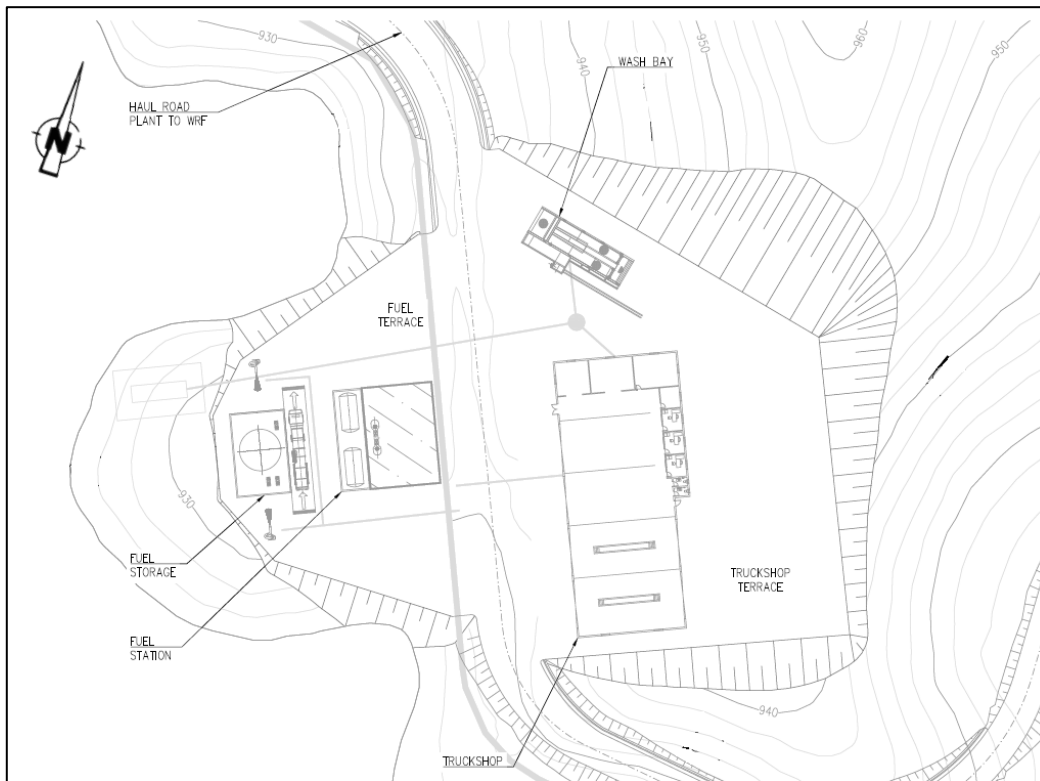 930
950
960
950
940
WASH BAY
HAUL ROAD
PLANT TO WRF
N
FUEL
TERRACE
930
FUEL
STORAGE
TRUCKSHOP
TERRACE
FUEL
STATION
940
TRUCKSHOP